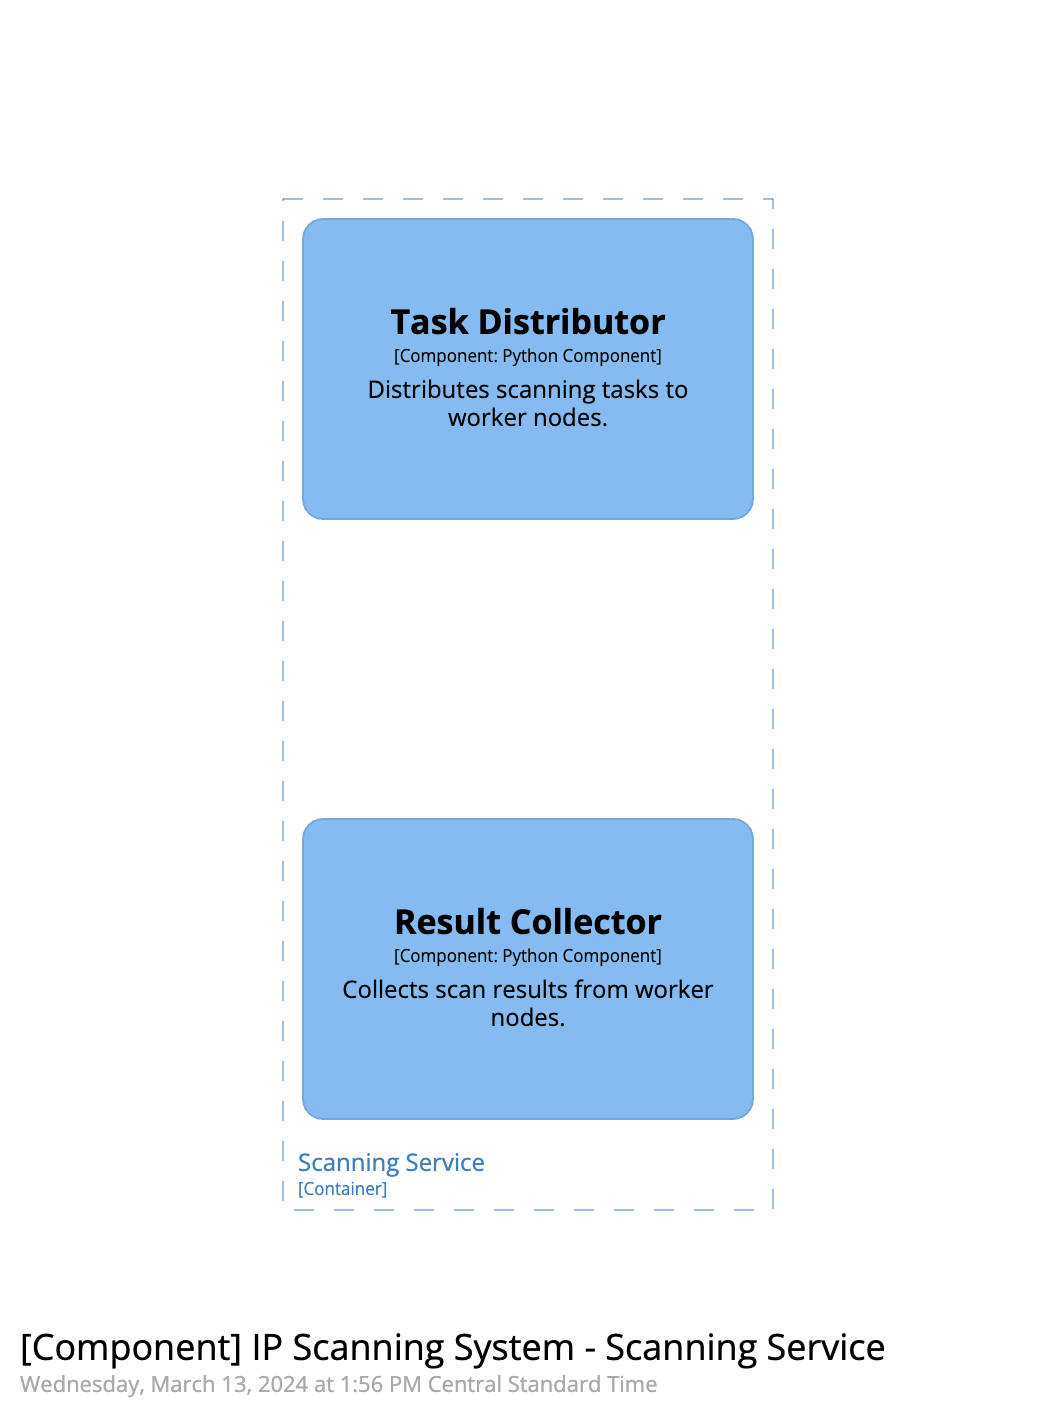 Task Distributor
[Component: Python Component]
Distributes scanning tasks to
worker nodes.
Result Collector
[Component: Python Component]
Collects scan results from worker
nodes.
Scanning Service
[Container]
[Component] IP Scanning System - Scanning Service
Wednesday, March 13, 2024 at 1:56 PM Central Standard Time